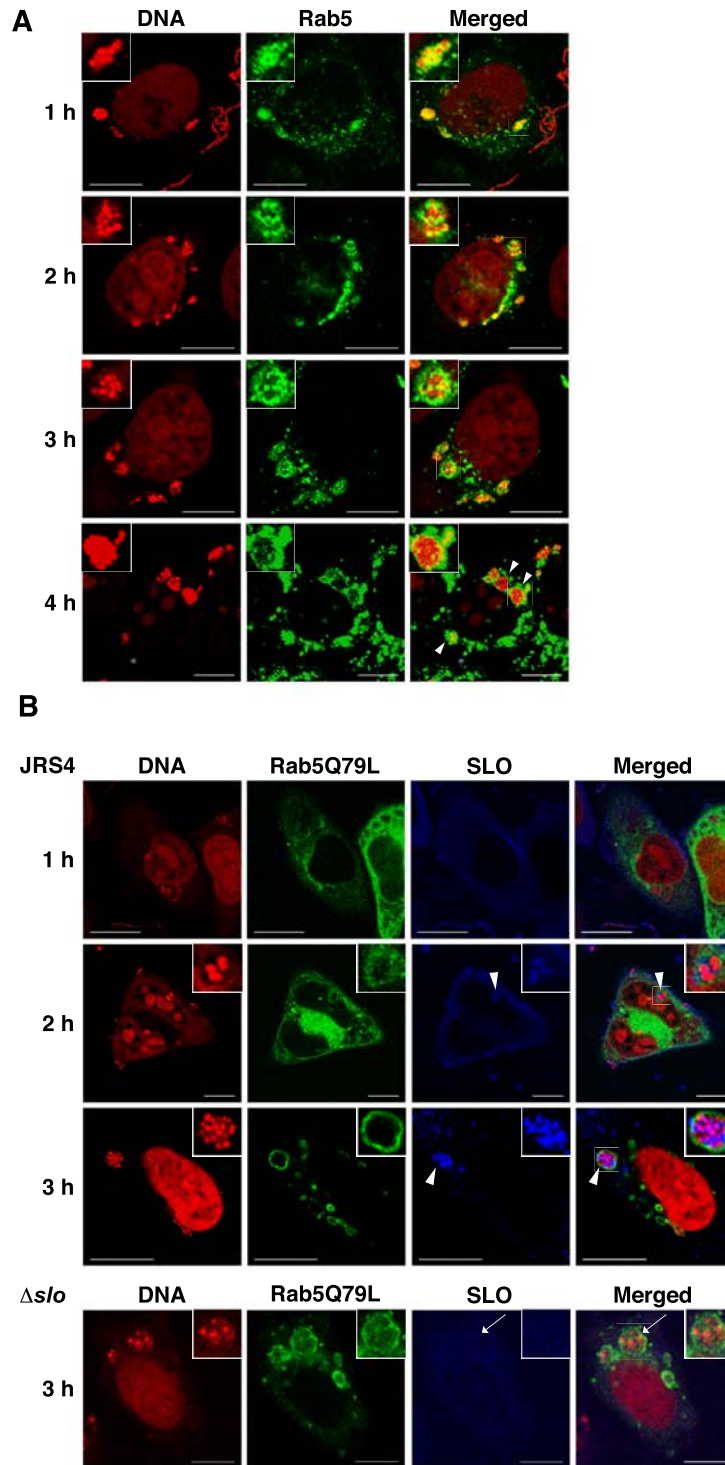 A
DNA Rab5 Merged
1 h
2 h
3 h
4 h
B
JRS4 DNA Rab5Q79L SLO Merged
1 h
2 h
3 h
Δslo DNA Rab5Q79L SLO Merged
3 h